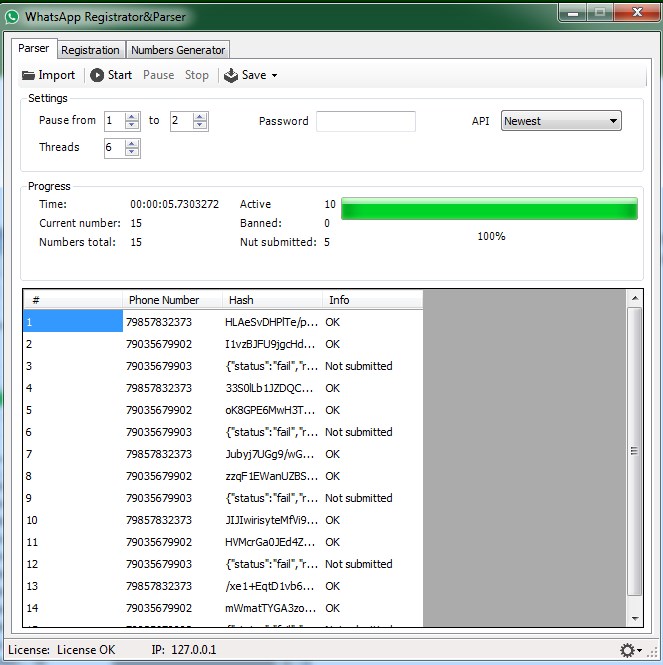 WhatsApp Registrator&Parser
Parser Registration Numbers Generator
Import Start Pause Stop Save
Settings
Pause from 1 to 2 Password API Newest
Threads 6
Progress
Time: 00:00:05.7303272 Active 10
Current number: 15 Banned: 0
Numbers total: 15 Nut submitted: 5
100%
# Phone Number Hash Info
1 79857832373 HLAeSvDHPlTe/p... OK
2 79035679902 I1vzBJFU9jgcHd... OK
3 79035679903 {"status":"fail","r... Not submitted
4 79857832373 33S0lLb1JZDQC... OK
5 79035679902 oK8GPE6MwH3T... OK
6 79035679903 {"status":"fail","r... Not submitted
7 79857832373 Jubyj7UGg9/wG... OK
8 79035679902 zzqF1EWanUZBS... OK
9 79035679903 {"status":"fail","r... Not submitted
10 79857832373 JIJIwirisyteMfVi9... OK
11 79035679902 HVMcrGa0JEd4Z... OK
12 79035679903 {"status":"fail","r... Not submitted
13 79857832373 /xe1+EqtD1vb6... OK
14 79035679902 mWmatTYGA3zo... OK
License: License OK IP: 127.0.0.1